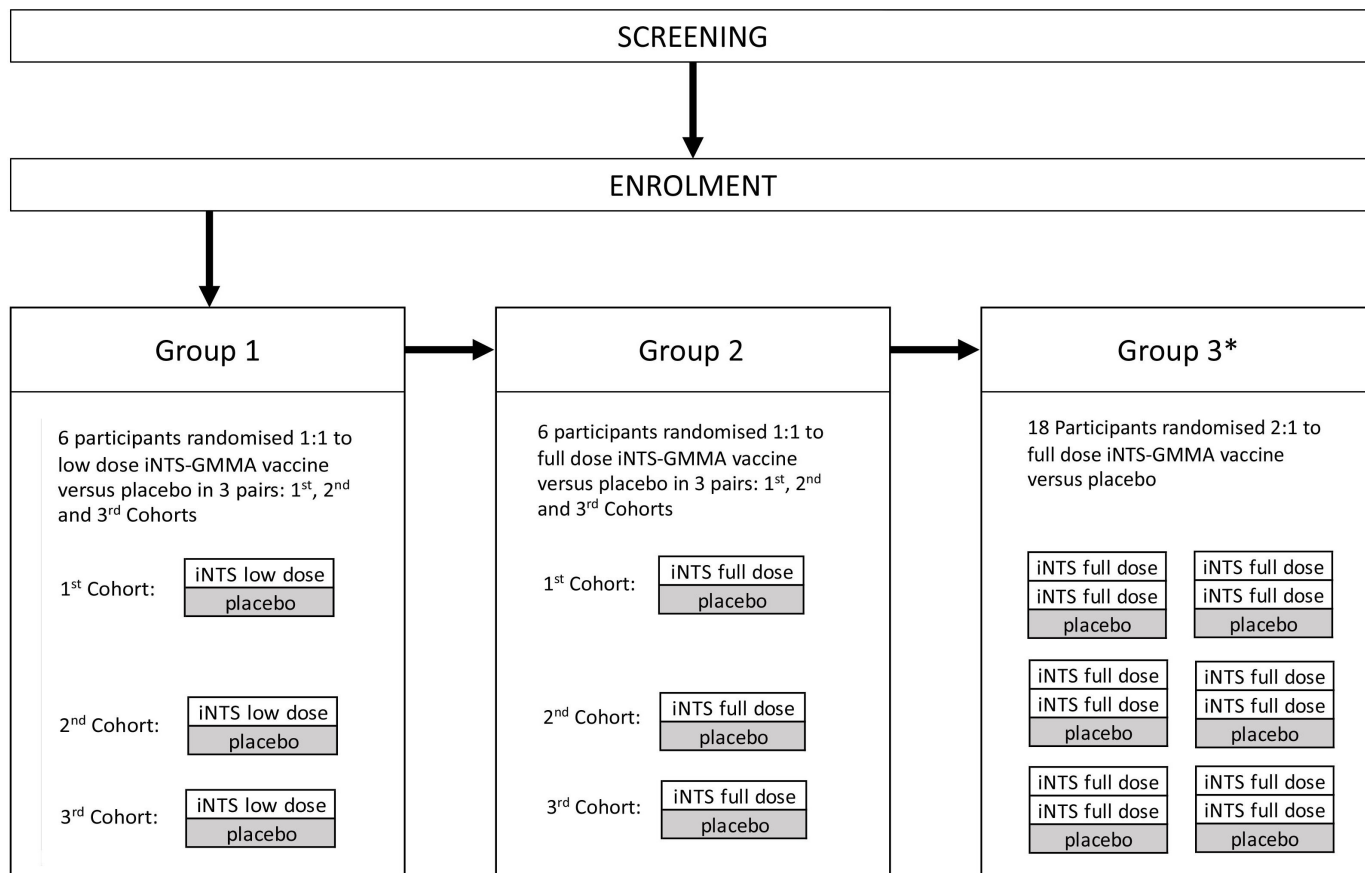 SCREENING
ENROLMENT
Group 1
6 participants randomised 1:1 to
low dose iNTS-GMMA vaccine
versus placebo in 3 pairs: 1st, 2nd
and 3rd Cohorts
1st Cohort:
iNTS low dose
placebo
2nd Cohort:
iNTS low dose
placebo
3rd Cohort:
iNTS low dose
placebo
Group 2
6 participants randomised 1:1 to
full dose iNTS-GMMA vaccine
versus placebo in 3 pairs: 1st, 2nd
and 3rd Cohorts
1st Cohort:
iNTS full dose
placebo
2nd Cohort:
iNTS full dose
placebo
3rd Cohort:
iNTS full dose
placebo
Group 3*
18 Participants randomised 2:1 to
full dose iNTS-GMMA vaccine
versus placebo
iNTS full dose
iNTS full dose
placebo
iNTS full dose
iNTS full dose
placebo
iNTS full dose
iNTS full dose
placebo
iNTS full dose
iNTS full dose
placebo
iNTS full dose
iNTS full dose
placebo
iNTS full dose
iNTS full dose
placebo